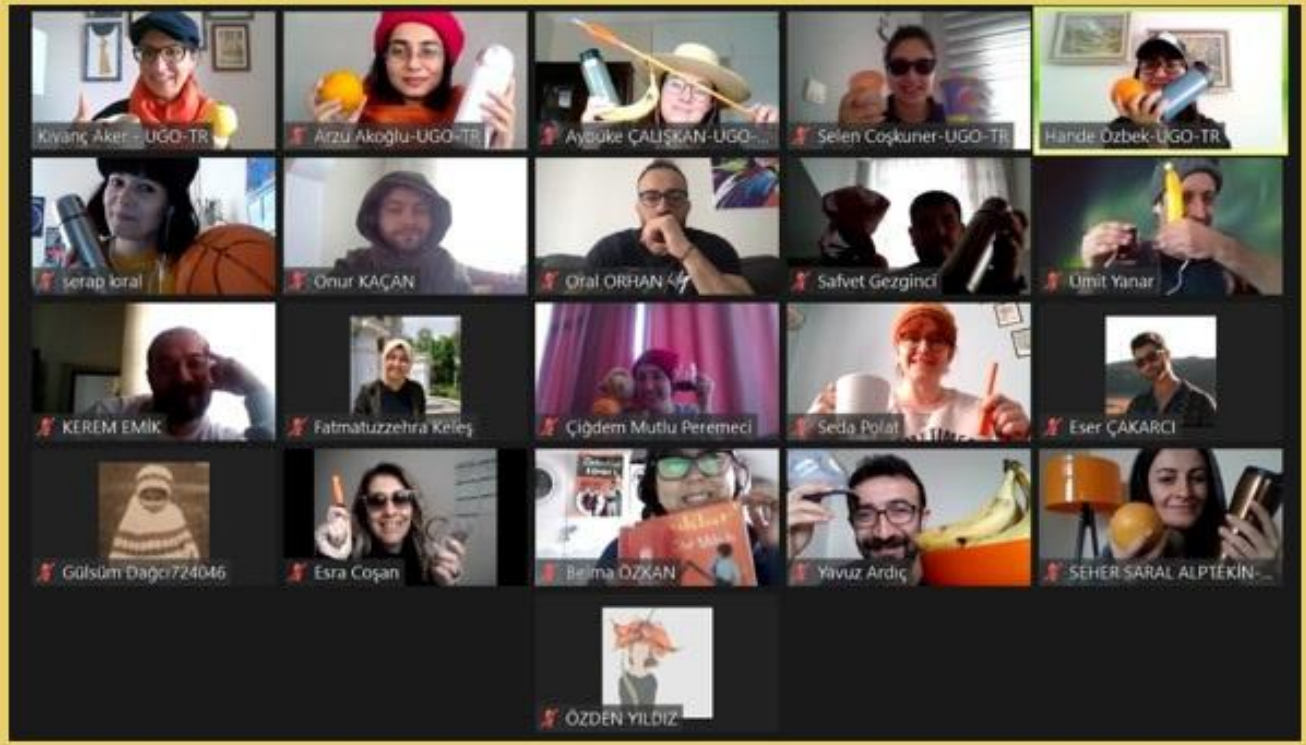 Kıvanç Aker - UGO-TR
Arzu Akoğlu-UGO-TR
Aybüke ÇALIŞKAN-UGO-...
Selen Coşkuner-UGO-TR
Hande Özbek-UGO-TR
serap kıral
Onur KAÇAN
Oral ORHAN
Safvet Gezginci
Ümit Yanar
KEREM EMİK
Fatmatuzzehra Keleş
Çiğdem Mutlu Peremeci
Seda Polat
Eser ÇAKARCI
Gülsüm Dağcı724046
Esra Coşan
Belma ÖZKAN
Yavuz Ardıç
SEHER SARAL ALPTEKİN-...
ÖZDEN YILDIZ